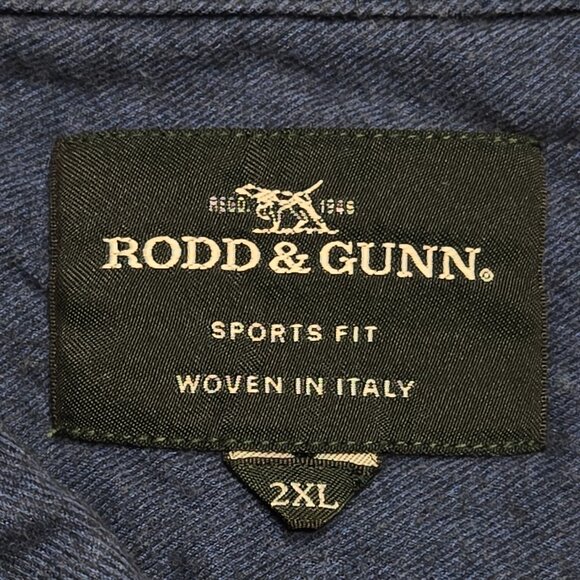 REGD. 1946
RODD & GUNN®
SPORTS FIT
WOVEN IN ITALY
2XL